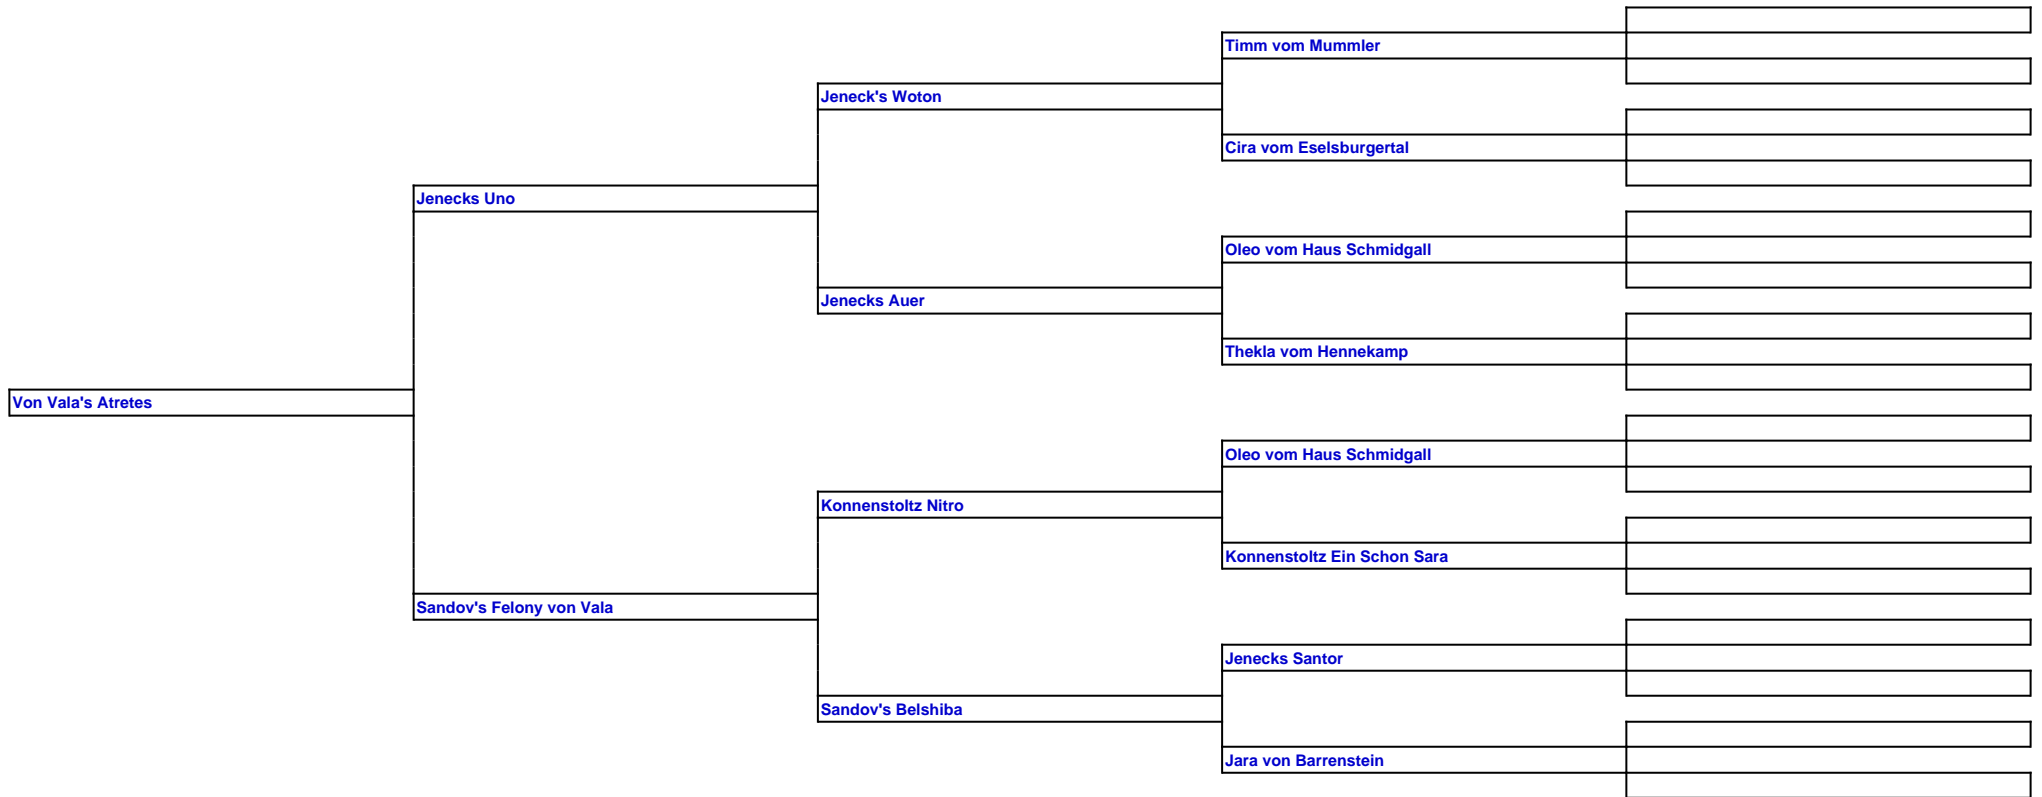 Timm vom Mummler
Jeneck's Woton
Cira vom Eselsburgertal
Jenecks Uno
Oleo vom Haus Schmidgall
Jenecks Auer
Thekla vom Hennekamp
Von Vala's Atretes
Oleo vom Haus Schmidgall
Konnenstoltz Nitro
Konnenstoltz Ein Schon Sara
Sandov's Felony von Vala
Jenecks Santor
Sandov's Belshiba
Jara von Barrenstein